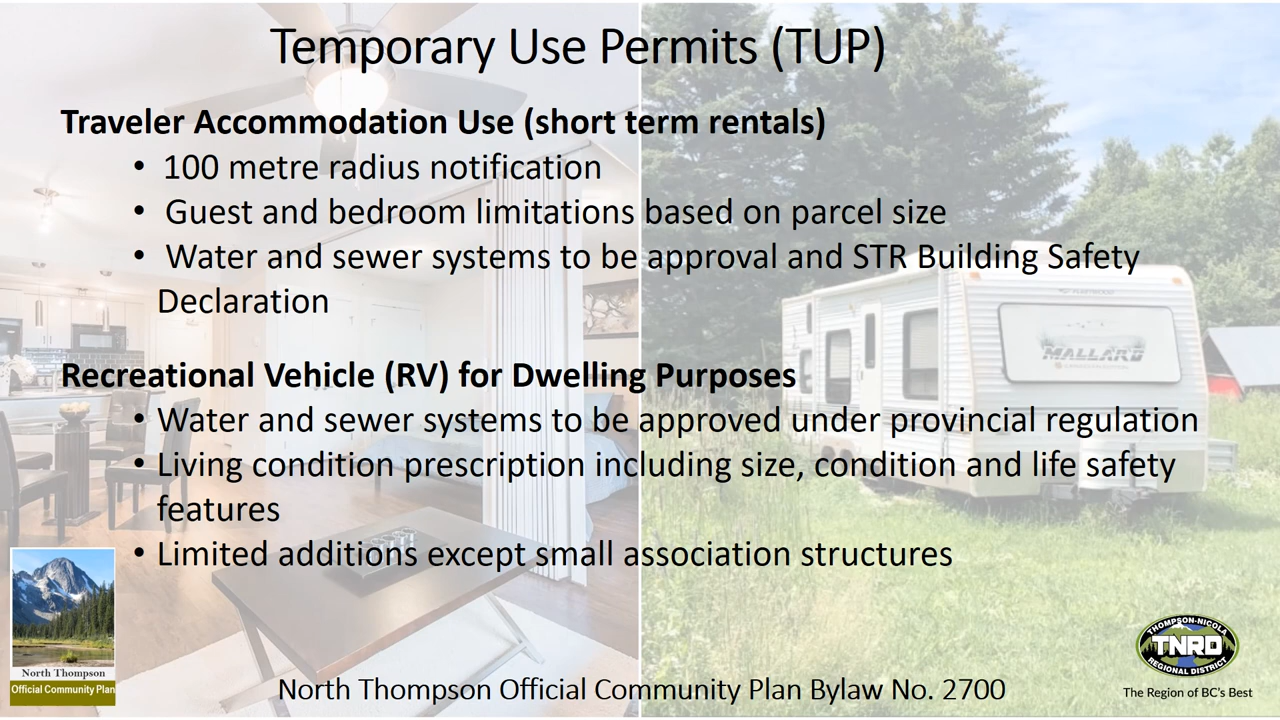 Temporary Use Permits (TUP)
Traveler Accommodation Use (short term rentals)
• 100 metre radius notification
• Guest and bedroom limitations based on parcel size
• Water and sewer systems to be approval and STR Building Safety
Declaration
Recreational Vehicle (RV) for Dwelling Purposes
• Water and sewer systems to be approved under provincial regulation
• Living condition prescription including size, condition and life safety
features
• Limited additions except small association structures
MALLARD
North Thompson
Official Community Plan
North Thompson Official Community Plan Bylaw No. 2700
THOMPSON-NICOLA
TNRD
REGIONAL DISTRICT
The Region of BC's Best